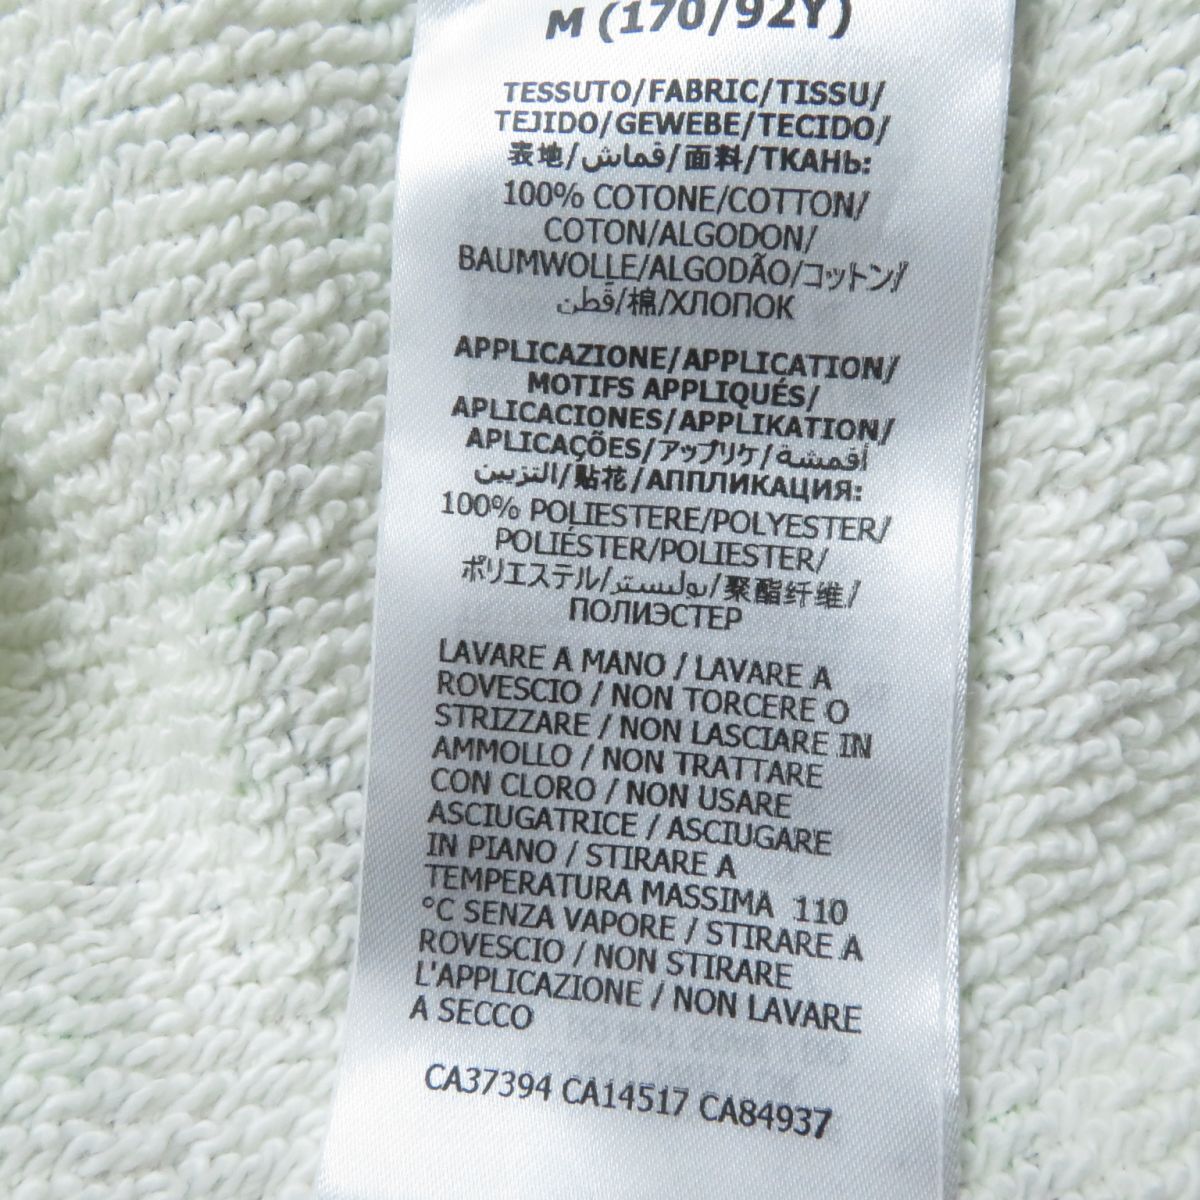 M (170/92Y)
TESSUTO/FABRIC/TISSU/
TEJIDO/GEWEBE/TECIDO/
表地/قماش/面料/ТКАНЬ:
100% COTONE/COTTON/
COTON/ALGODON/
BAUMWOLLE/ALGODÃO/コットン/
قطن/棉/ХЛОПОК
APPLICAZIONE/APPLICATION/
MOTIFS APPLIQUÉS/
APLICACIONES/APPLIKATION/
APLICAÇÕES/アップリケ/أقمشة
التزيين/贴花/АППЛИКАЦИЯ:
100% POLIESTERE/POLYESTER/
POLIÉSTER/POLIESTER/
ポリエステル/بوليستر/聚酯纤维/
ПОЛИЭСТЕР
LAVARE A MANO / LAVARE A
ROVESCIO / NON TORCERE O
STRIZZARE / NON LASCIARE IN
AMMOLLO / NON TRATTARE
CON CLORO / NON USARE
ASCIUGATRICE / ASCIUGARE
IN PIANO / STIRARE A
TEMPERATURA MASSIMA 110
°C SENZA VAPORE / STIRARE A
ROVESCIO / NON STIRARE
L'APPLICAZIONE / NON LAVARE
A SECCO
CA37394 CA14517 CA84937